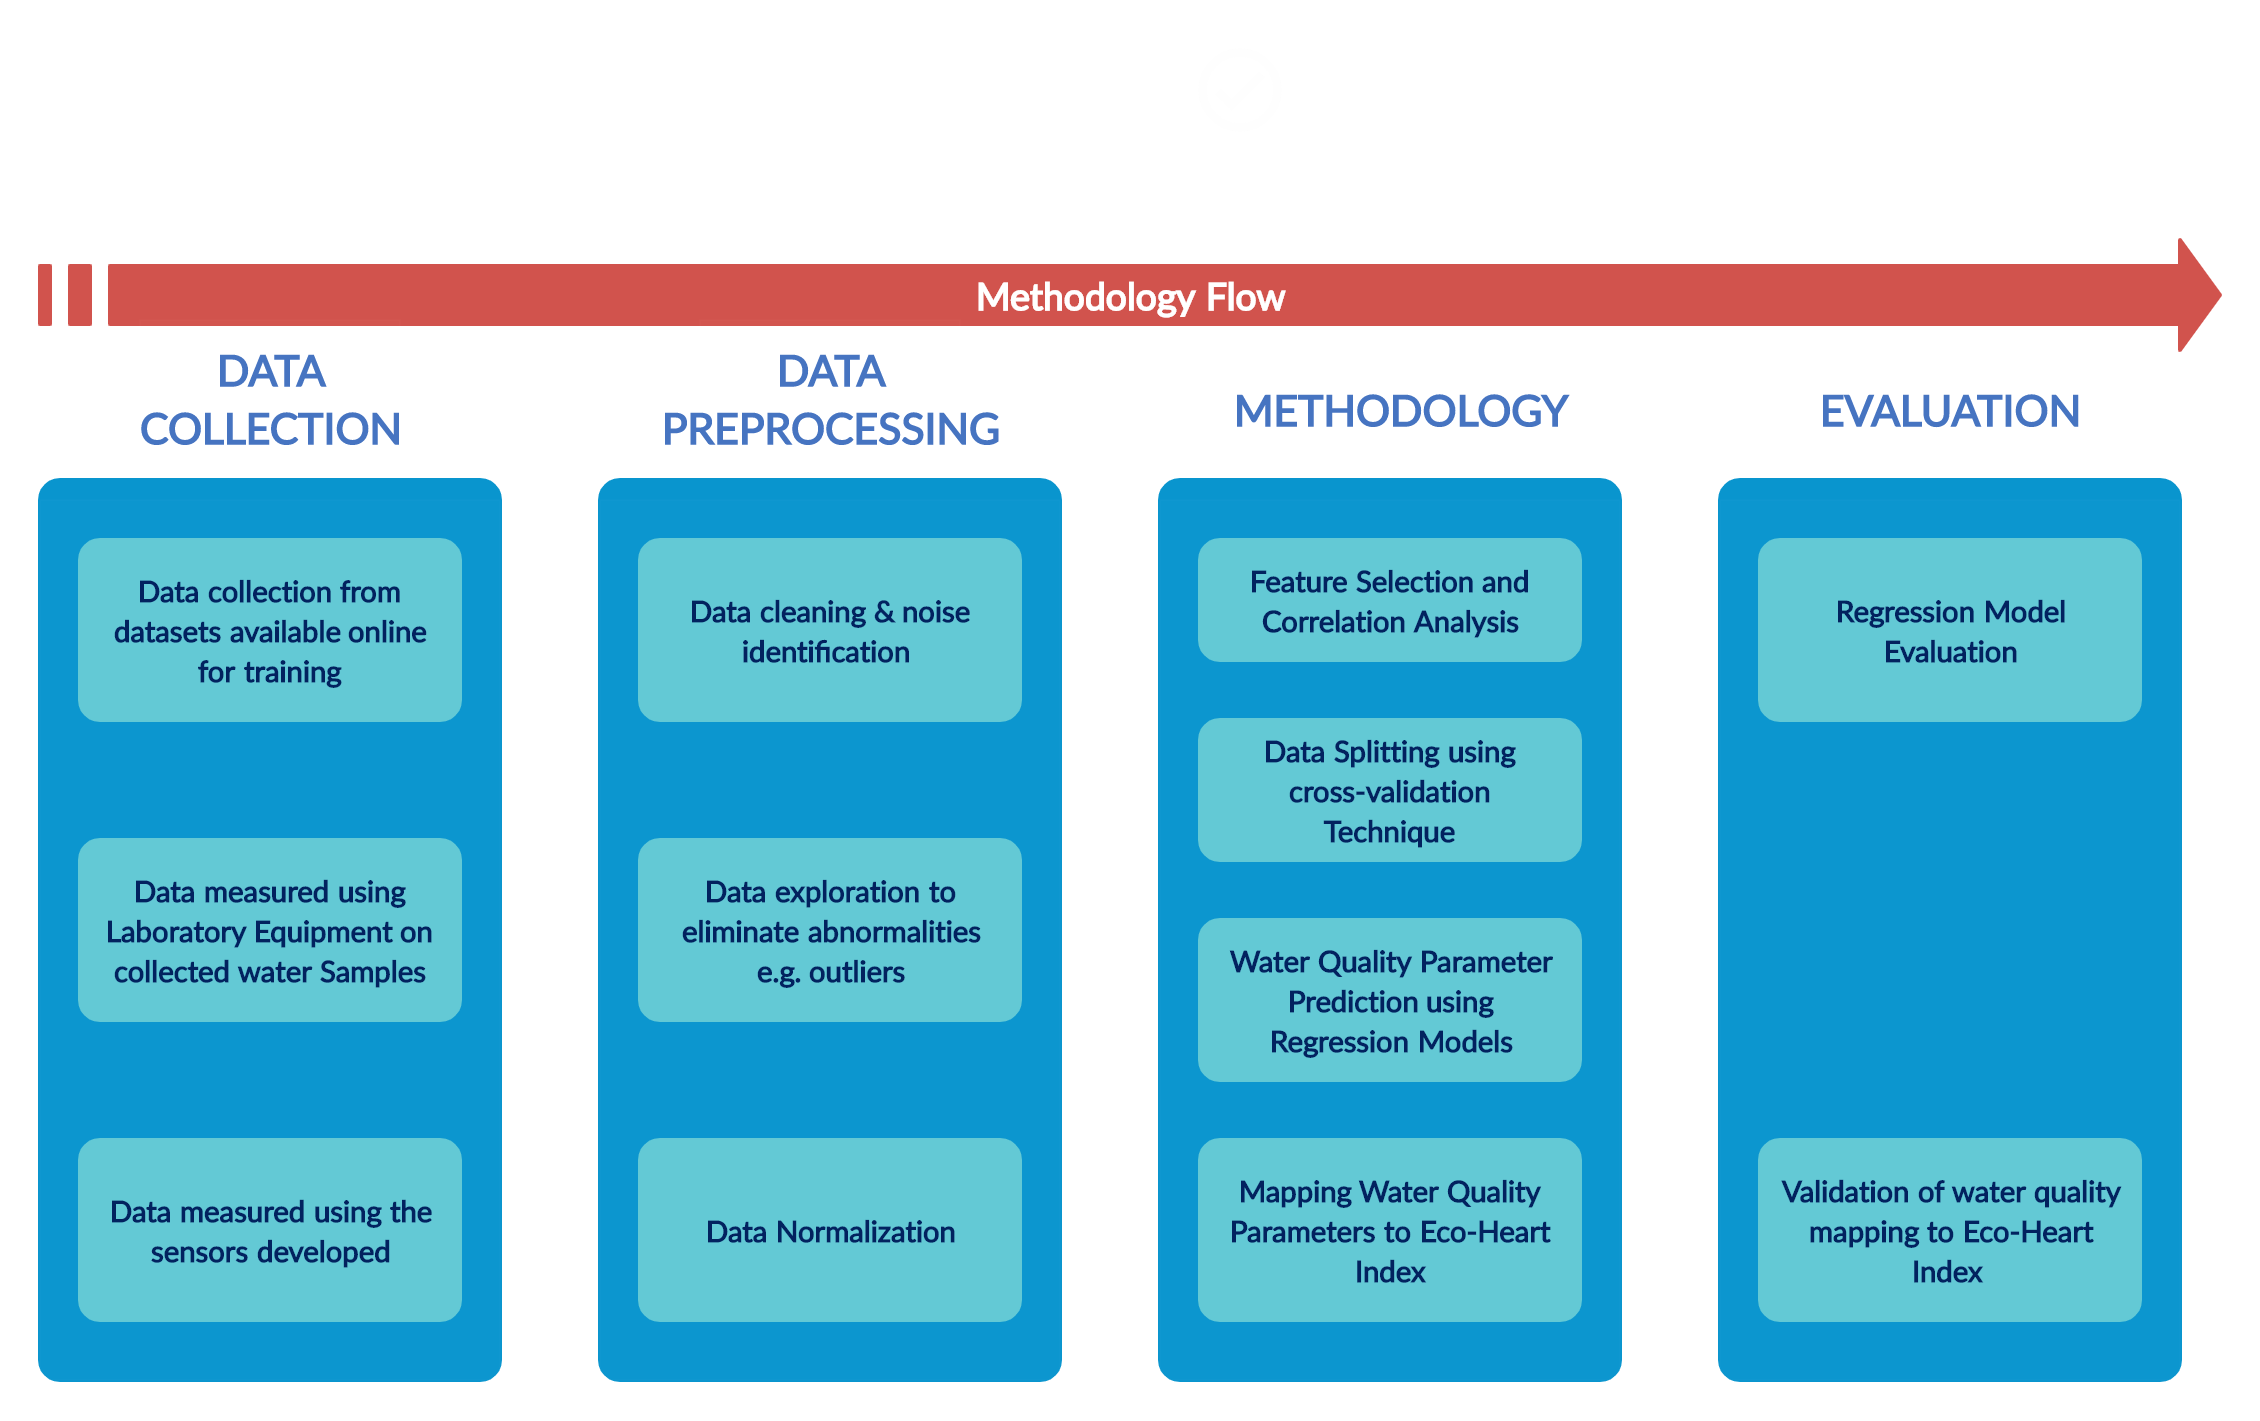 Methodology Flow
DATA
COLLECTION
Data collection from
datasets available online
for training
Data measured using
Laboratory Equipment on
collected water Samples
Data measured using the
sensors developed
DATA
PREPROCESSING
Data cleaning & noise
identification
Data exploration to
eliminate abnormalities
e.g. outliers
Data Normalization
METHODOLOGY
Feature Selection and
Correlation Analysis
Data Splitting using
cross-validation
Technique
Water Quality Parameter
Prediction using
Regression Models
Mapping Water Quality
Parameters to Eco-Heart
Index
EVALUATION
Regression Model
Evaluation
Validation of water quality
mapping to Eco-Heart
Index